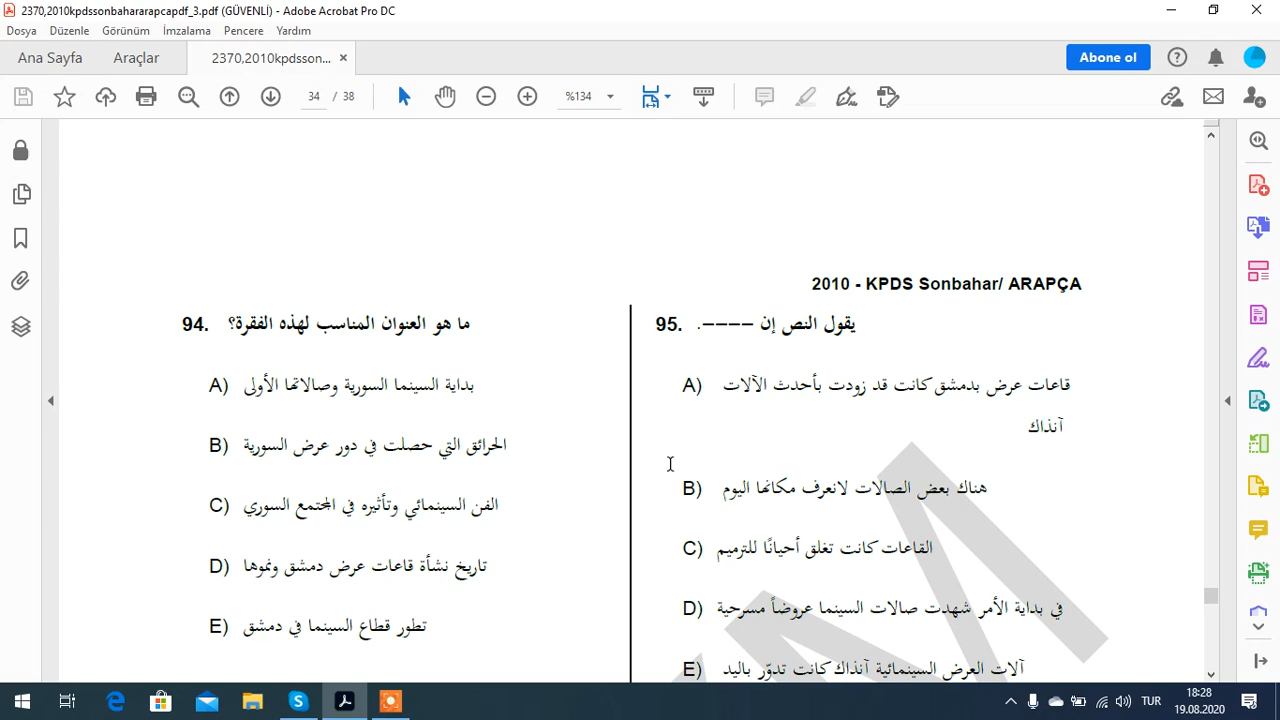 2370,2010kpdssonbahararapcapdf_3.pdf (GÜVENLİ) - Adobe Acrobat Pro DC
Dosya Düzenle Görünüm İmzalama Pencere Yardım
Ana Sayfa Araçlar 2370,2010kpdsson... × Abone ol
34 / 38 %134
2010 - KPDS Sonbahar/ ARAPÇA
94. ما هو العنوان المناسب لهذه الفقرة؟
A) بداية السينما السورية وصالاتها الأولى
B) الحرائق التي حصلت في دور عرض السورية
C) الفن السينمائي وتأثيره في المجتمع السوري
D) تاريخ نشأة قاعات عرض دمشق ونموها
E) تطور قطاع السينما في دمشق
95. يقول النص إن ----.
A) قاعات عرض بدمشق كانت قد زودت بأحدث الآلات
آنذاك
B) هناك بعض الصالات لانعرف مكانها اليوم
C) القاعات كانت تغلق أحيانًا للترميم
D) في بداية الأمر شهدت صالات السينما عروضاً مسرحية
E) آلات العرض السينمائية آنذاك كانت تدوّر باليد
TUR
18:28
19.08.2020